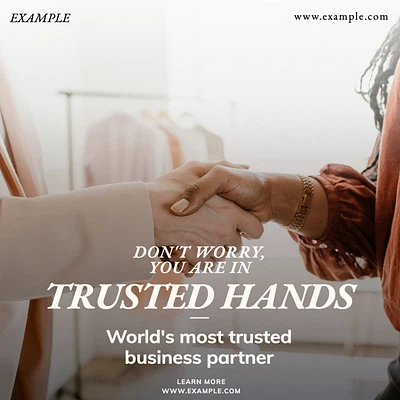 EXAMPLE
www.example.com
DON'T WORRY,
YOU ARE IN
TRUSTED HANDS
World's most trusted
business partner
LEARN MORE
WWW.EXAMPLE.COM